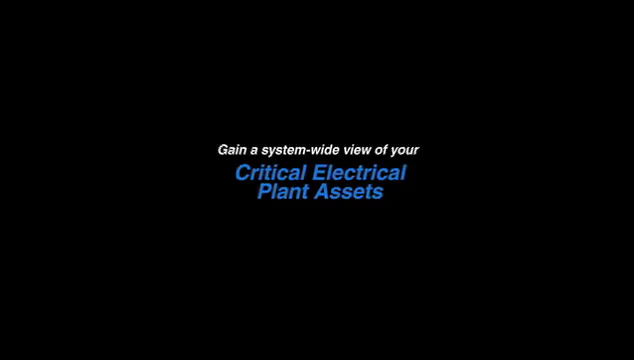 Gain a system-wide view of your
Critical Electrical
Plant Assets